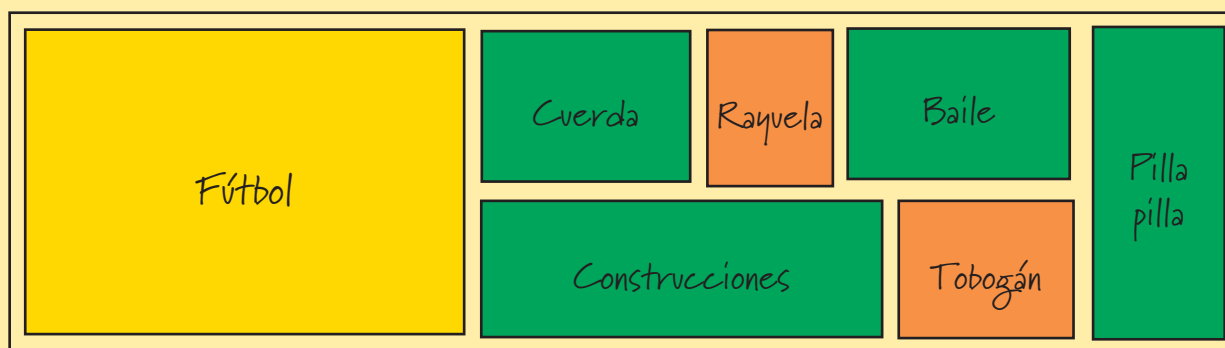 Fútbol
Cuerda
Rayuela
Baile
Pilla
pilla
Construcciones
Tobogán